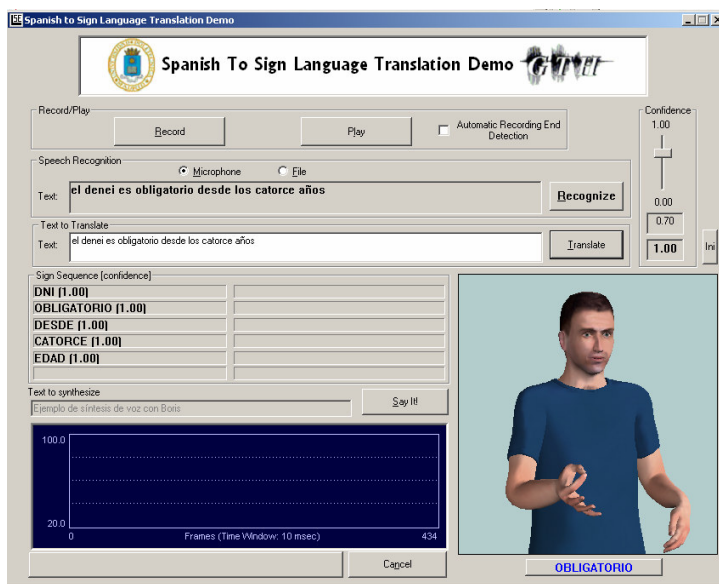 Spanish to Sign Language Translation Demo
Spanish To Sign Language Translation Demo
Record/Play
Record
Play
Automatic Recording End
Detection
Confidence
1.00
0.00
0.70
1.00
Ini
Speech Recognition
Microphone
File
Text:
el denei es obligatorio desde los catorce años
Recognize
Text to Translate
Text:
el denei es obligatorio desde los catorce años
Translate
Sign Sequence [confidence]
DNI [1.00]
OBLIGATORIO [1.00]
DESDE [1.00]
CATORCE [1.00]
EDAD [1.00]
Text to synthesize
Ejemplo de síntesis de voz con Boris
Say It!
100.0
20.0
0
Frames (Time Window: 10 msec)
434
Cancel
OBLIGATORIO